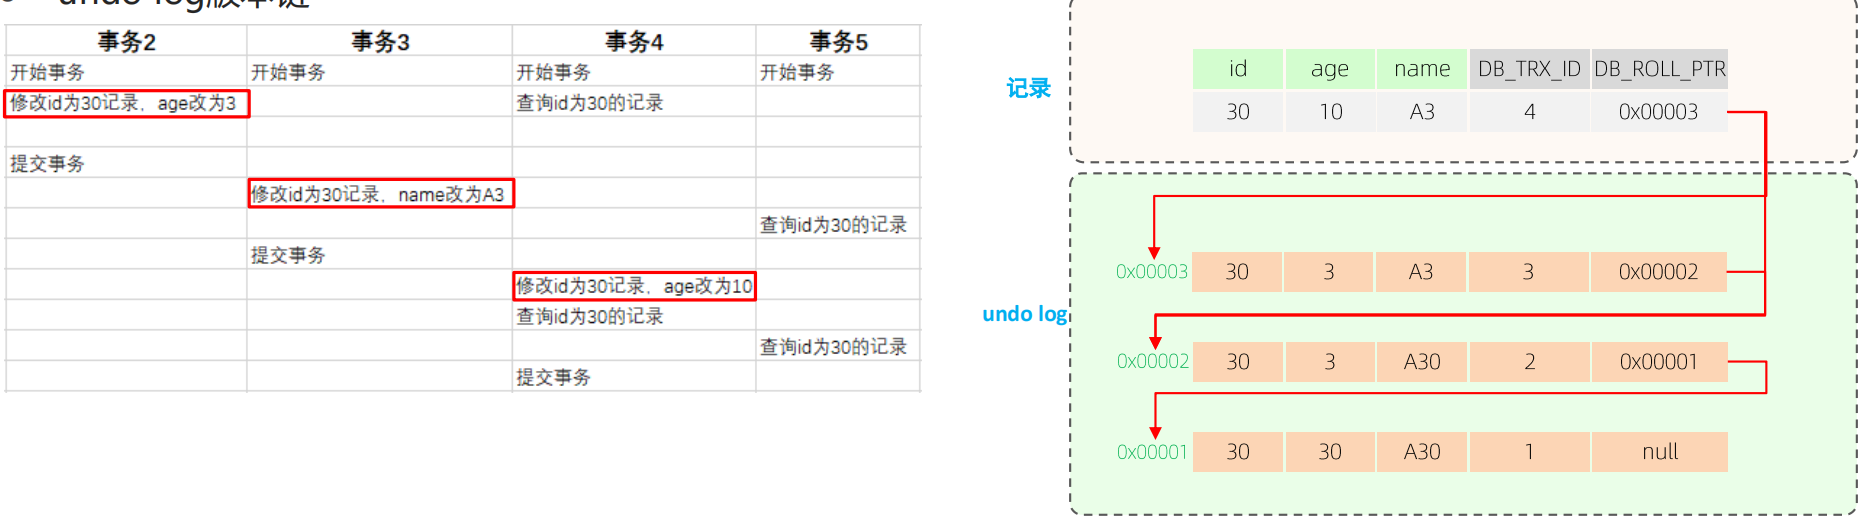 undo log版本链
事务2 事务3 事务4 事务5
开始事务 开始事务 开始事务 开始事务
修改id为30记录，age改为3 查询id为30的记录
提交事务
修改id为30记录，name改为A3
查询id为30的记录
提交事务
修改id为30记录，age改为10
查询id为30的记录
查询id为30的记录
提交事务
记录
id age name DB_TRX_ID DB_ROLL_PTR
30 10 A3 4 0x00003
undo log
0x00003 30 3 A3 3 0x00002
0x00002 30 3 A30 2 0x00001
0x00001 30 30 A30 1 null